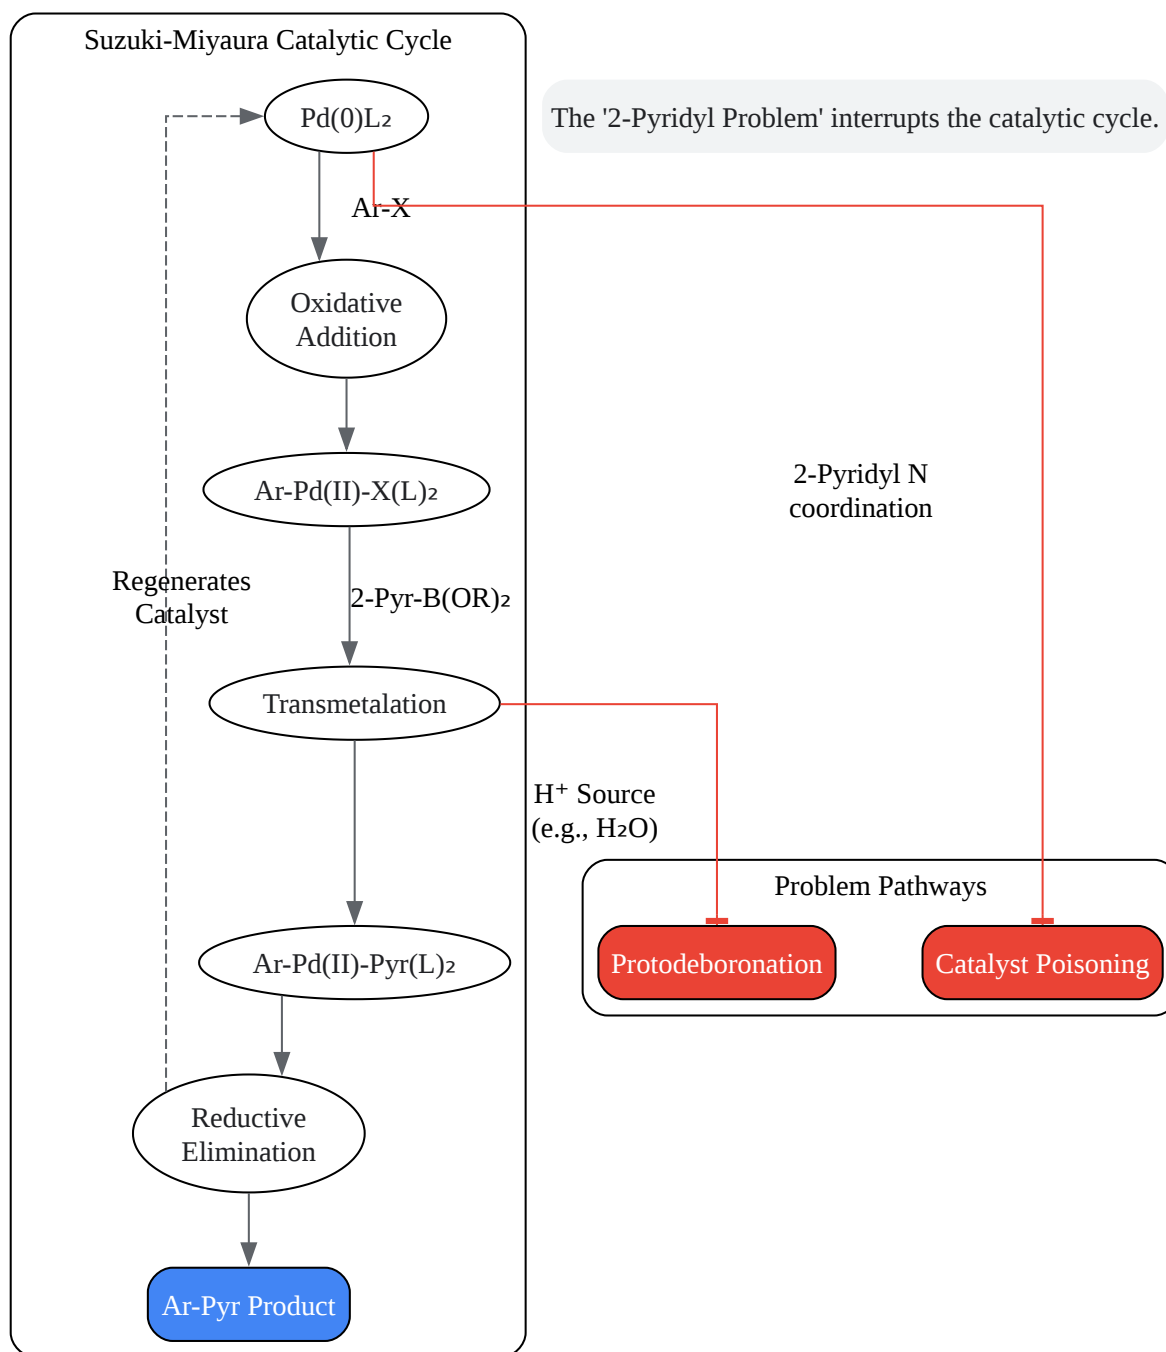 Suzuki-Miyaura Catalytic Cycle
Pd(0)L₂
The '2-Pyridyl Problem' interrupts the catalytic cycle.
Ar-X
Oxidative
Addition
Ar-Pd(II)-X(L)₂
2-Pyridyl N
coordination
Regenerates
Catalyst
2-Pyr-B(OR)₂
Transmetalation
H⁺ Source
(e.g., H₂O)
Problem Pathways
Protodeboronation
Catalyst Poisoning
Ar-Pd(II)-Pyr(L)₂
Reductive
Elimination
Ar-Pyr Product